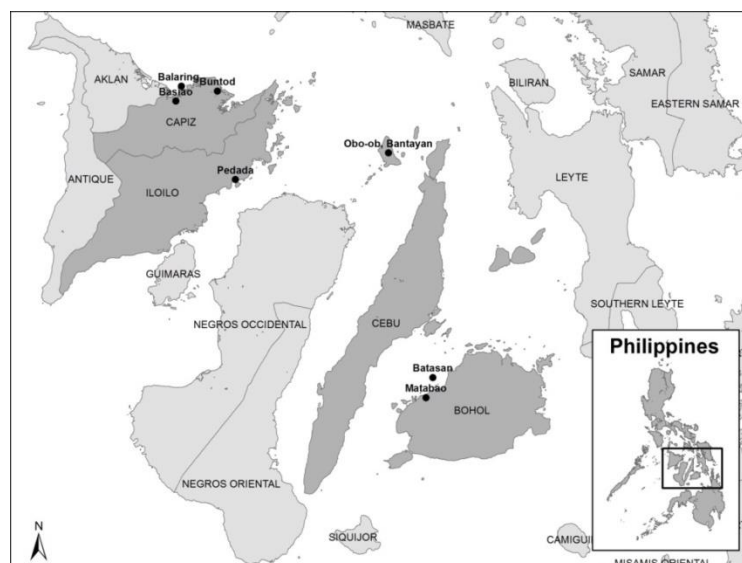 MASBATE
AKLAN
Balaring
Buntod
Basiao
CAPIZ
BILIRAN
SAMAR
EASTERN SAMAR
Obo-ob, Bantayan
ANTIQUE
Pedada
LEYTE
ILOILO
GUIMARAS
SOUTHERN LEYTE
NEGROS OCCIDENTAL
CEBU
Philippines
Batasan
Matabao
BOHOL
NEGROS ORIENTAL
N
SIQUIJOR
CAMIGUI
MISAMIS ORIENTAL